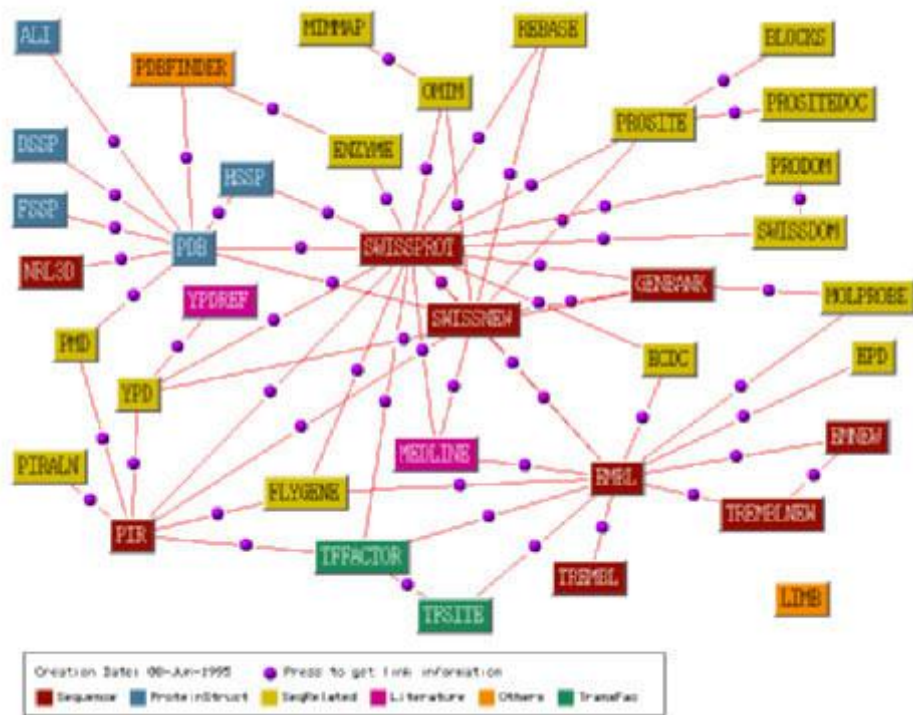 ALI
MIMMAP
REBASE
BLOCKS
PDBFINDER
OMIM
PROSITEDOC
PROSITE
DSSP
ENZYME
HSSP
PRODOM
FSSP
SWISSDOM
PDB
SWISSPROT
NRL3D
GENBANK
YPDREF
SWISSNEW
MOLPROBE
PMD
ECDC
EPD
YPD
EMNEW
MEDLINE
PIRALN
EMBL
FLYGENE
TREMBLNEW
PIR
TFFACTOR
TREMBL
TFSITE
LIMB
Creation Date: 08-Jun-1995 Press to get link information
Sequence ProteinStruct SeqRelated Literature Others TransFac